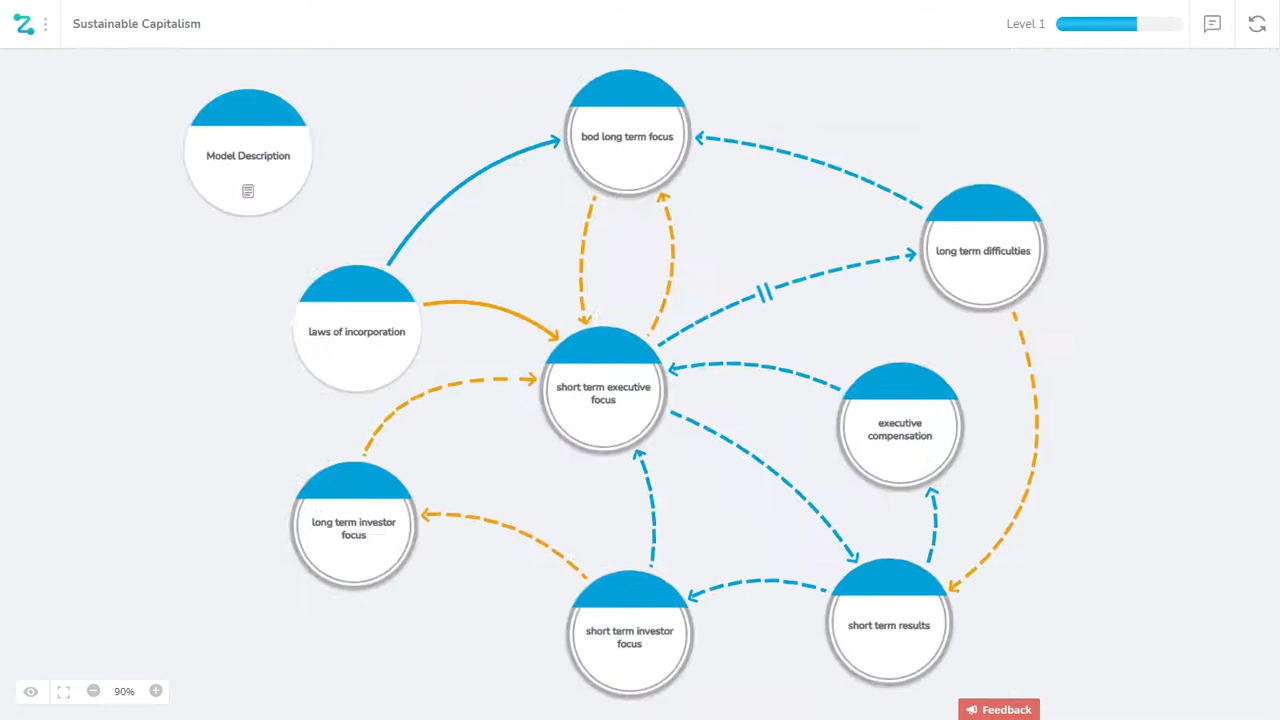 Sustainable Capitalism
Level 1
bod long term focus
Model Description
long term difficulties
laws of incorporation
short term executive
focus
executive
compensation
long term investor
focus
short term investor
focus
short term results
90%
Feedback